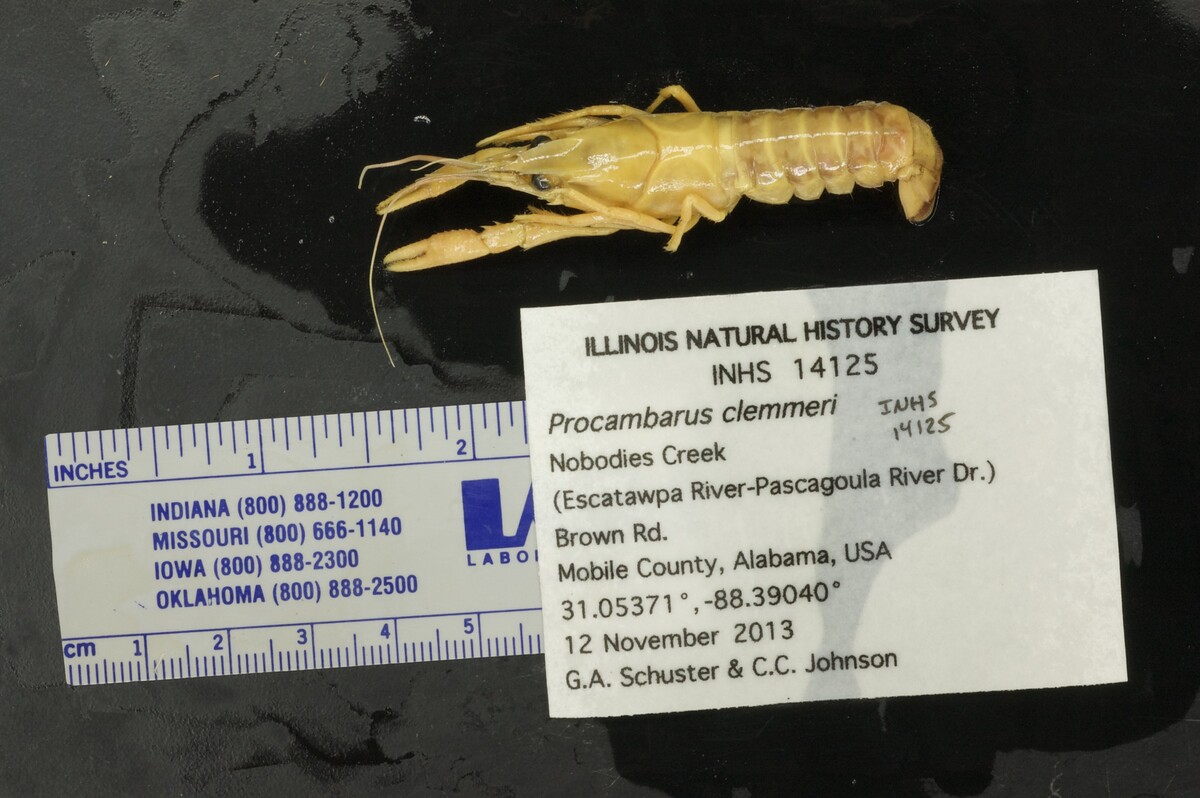 ILLINOIS NATURAL HISTORY SURVEY
INHS 14125
Procambarus clemmeri
INHS
14125
Nobodies Creek
(Escatawpa River-Pascagoula River Dr.)
Brown Rd.
Mobile County, Alabama, USA
31.05371°,-88.39040°
12 November 2013
G.A. Schuster & C.C. Johnson
INCHES 1 2
INDIANA (800) 888-1200
MISSOURI (800) 666-1140
IOWA (800) 888-2300
OKLAHOMA (800) 888-2500
cm 1 2 3 4 5